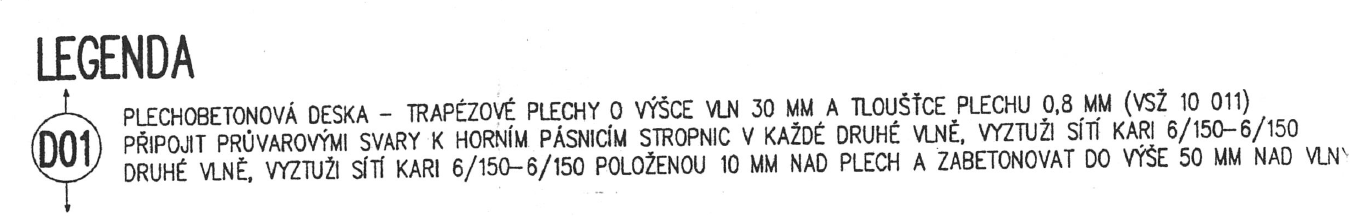 LEGENDA
PLECHOBETONOVÁ DESKA – TRAPÉZOVÉ PLECHY O VÝŠCE VLN 30 MM A TLOUŠŤCE PLECHU 0,8 MM (VSŽ 10 011)
D01 PŘIPOJIT PRŮVAROVÝMI SVARY K HORNÍM PÁSNICÍM STROPNIC V KAŽDÉ DRUHÉ VLNĚ, VYZTUŽI SÍTÍ KARI 6/150–6/150
DRUHÉ VLNĚ, VYZTUŽI SÍTÍ KARI 6/150–6/150 POLOŽENOU 10 MM NAD PLECH A ZABETONOVAT DO VÝŠE 50 MM NAD VLNY